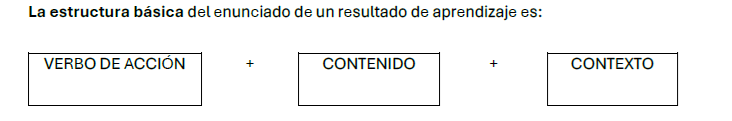 La estructura básica del enunciado de un resultado de aprendizaje es:
VERBO DE ACCIÓN + CONTENIDO + CONTEXTO